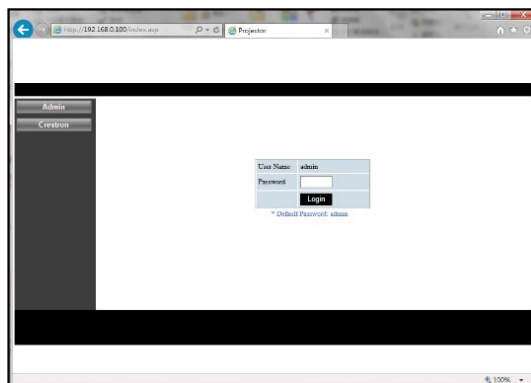 http://192.168.0.100/index.asp
Projector
Admin
Crestron
User Name admin
Password
Login
* Default Password: admin
100%